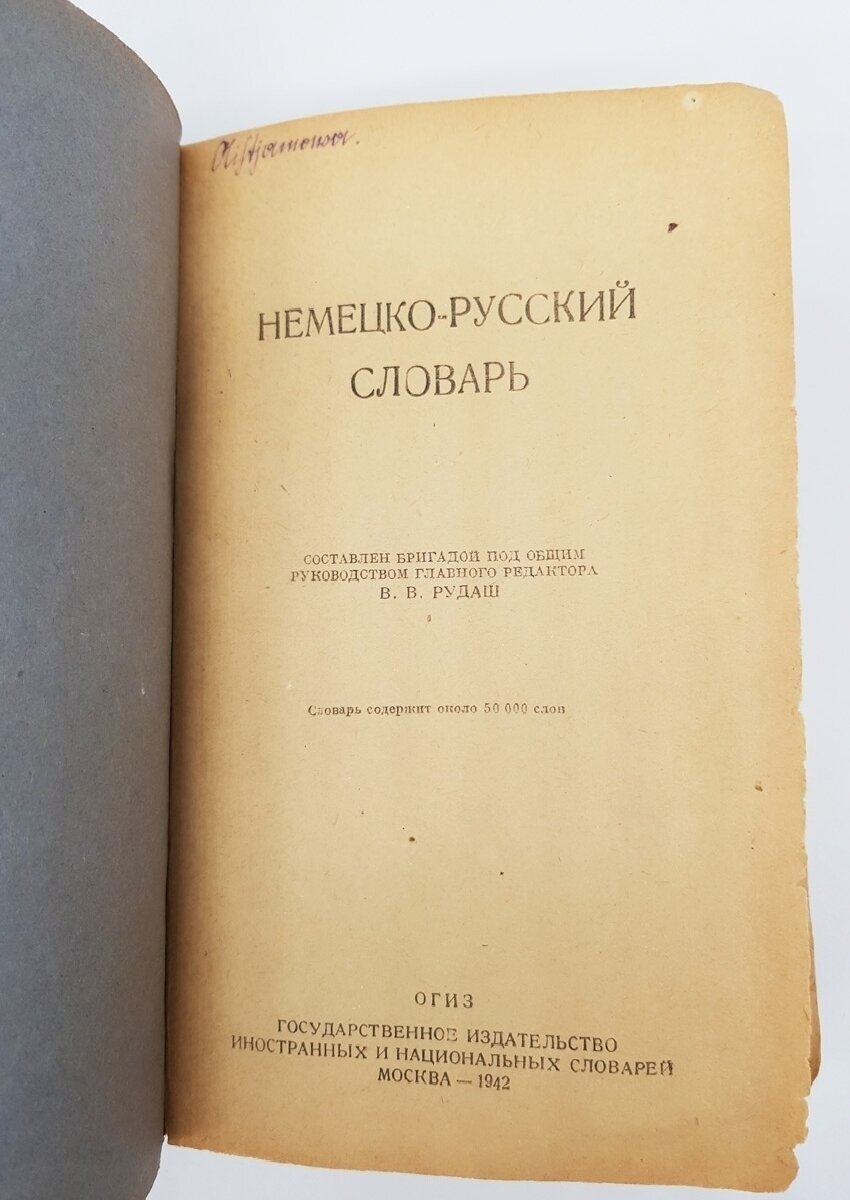 НЕМЕЦКО-РУССКИЙ
СЛОВАРЬ
СОСТАВЛЕН БРИГАДОЙ ПОД ОБЩИМ
РУКОВОДСТВОМ ГЛАВНОГО РЕДАКТОРА
В. В. РУДАШ
Словарь содержит около 50 000 слов
ОГИЗ
ГОСУДАРСТВЕННОЕ ИЗДАТЕЛЬСТВО
ИНОСТРАННЫХ И НАЦИОНАЛЬНЫХ СЛОВАРЕЙ
МОСКВА — 1942